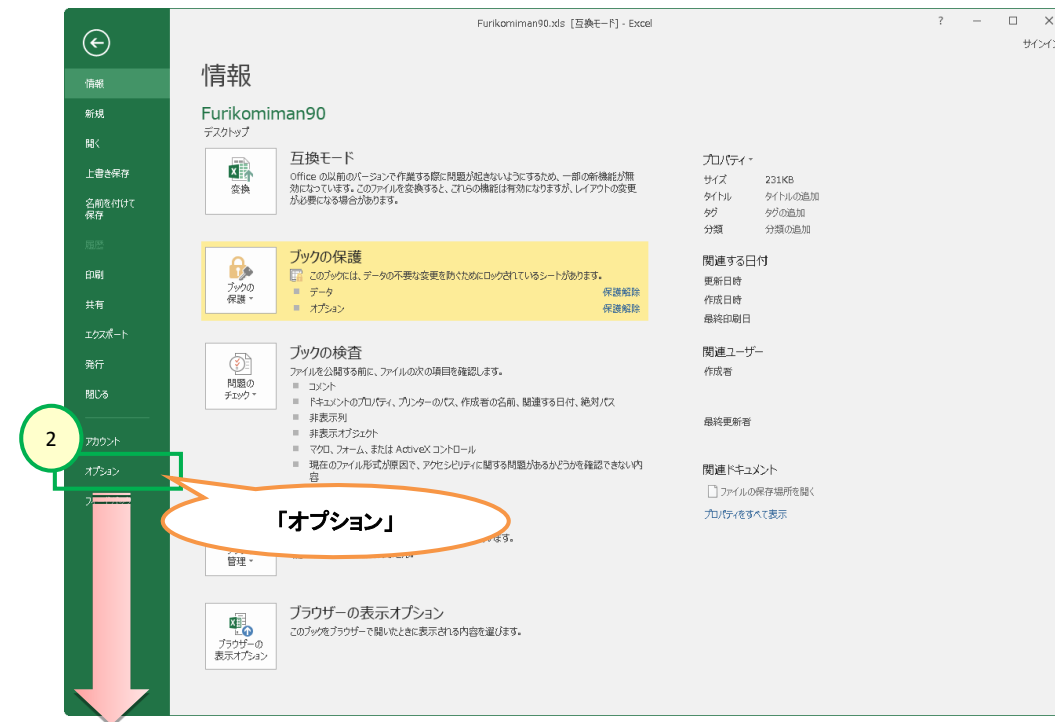 Furikomiman90.xls [互換モード] - Excel
?
サインイン
情報
新規
開く
上書き保存
名前を付けて
保存
履歴
印刷
共有
エクスポート
発行
閉じる
2
アカウント
オプション
情報
Furikomiman90
デスクトップ
変換
互換モード
Office の以前のバージョンで作業する際に問題が起きないようにするため、一部の新機能が無
効になっています。このファイルを変換すると、これらの機能は有効になりますが、レイアウトの変更
が必要になる場合があります。
ブックの
保護
ブックの保護
このブックには、データの不要な変更を防ぐためにロックされているシートがあります。
データ 保護解除
オプション 保護解除
問題の
チェック
ブックの検査
ファイルを公開する前に、ファイルの次の項目を確認します。
コメント
ドキュメントのプロパティ、プリンターのパス、作成者の名前、関連する日付、絶対パス
非表示列
非表示オブジェクト
マクロ、フォーム、または ActiveX コントロール
現在のファイル形式が原因で、アクセシビリティに関する問題があるかどうかを確認できない内
容
「オプション」
います。
管理
ブラウザーの
表示オプション
ブラウザーの表示オプション
このブックをブラウザーで開いたときに表示される内容を選びます。
プロパティ
サイズ 231KB
タイトル タイトルの追加
タグ タグの追加
分類 分類の追加
関連する日付
更新日時
作成日時
最終印刷日
関連ユーザー
作成者
最終更新者
関連ドキュメント
ファイルの保存場所を開く
プロパティをすべて表示